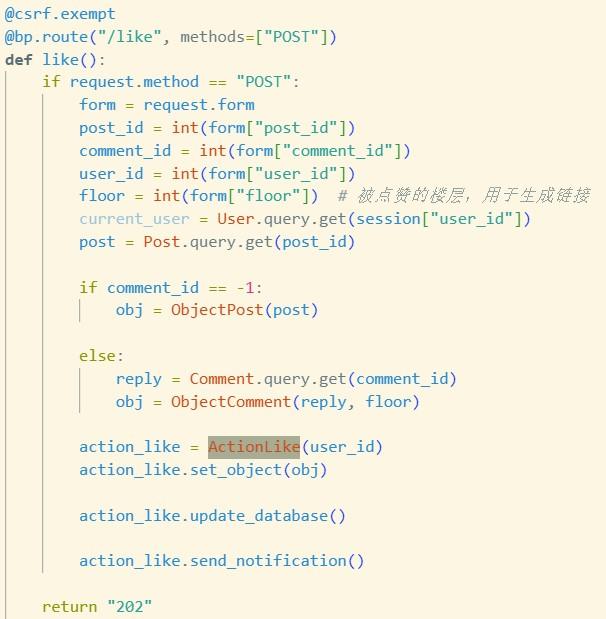 @csrf.exempt
@bp.route("/like", methods=["POST"])
def like():
    if request.method == "POST":
        form = request.form
        post_id = int(form["post_id"])
        comment_id = int(form["comment_id"])
        user_id = int(form["user_id"])
        floor = int(form["floor"])  # 被点赞的楼层，用于生成链接
        current_user = User.query.get(session["user_id"])
        post = Post.query.get(post_id)

        if comment_id == -1:
            obj = ObjectPost(post)

        else:
            reply = Comment.query.get(comment_id)
            obj = ObjectComment(reply, floor)

        action_like = ActionLike(user_id)
        action_like.set_object(obj)

        action_like.update_database()

        action_like.send_notification()

    return "202"